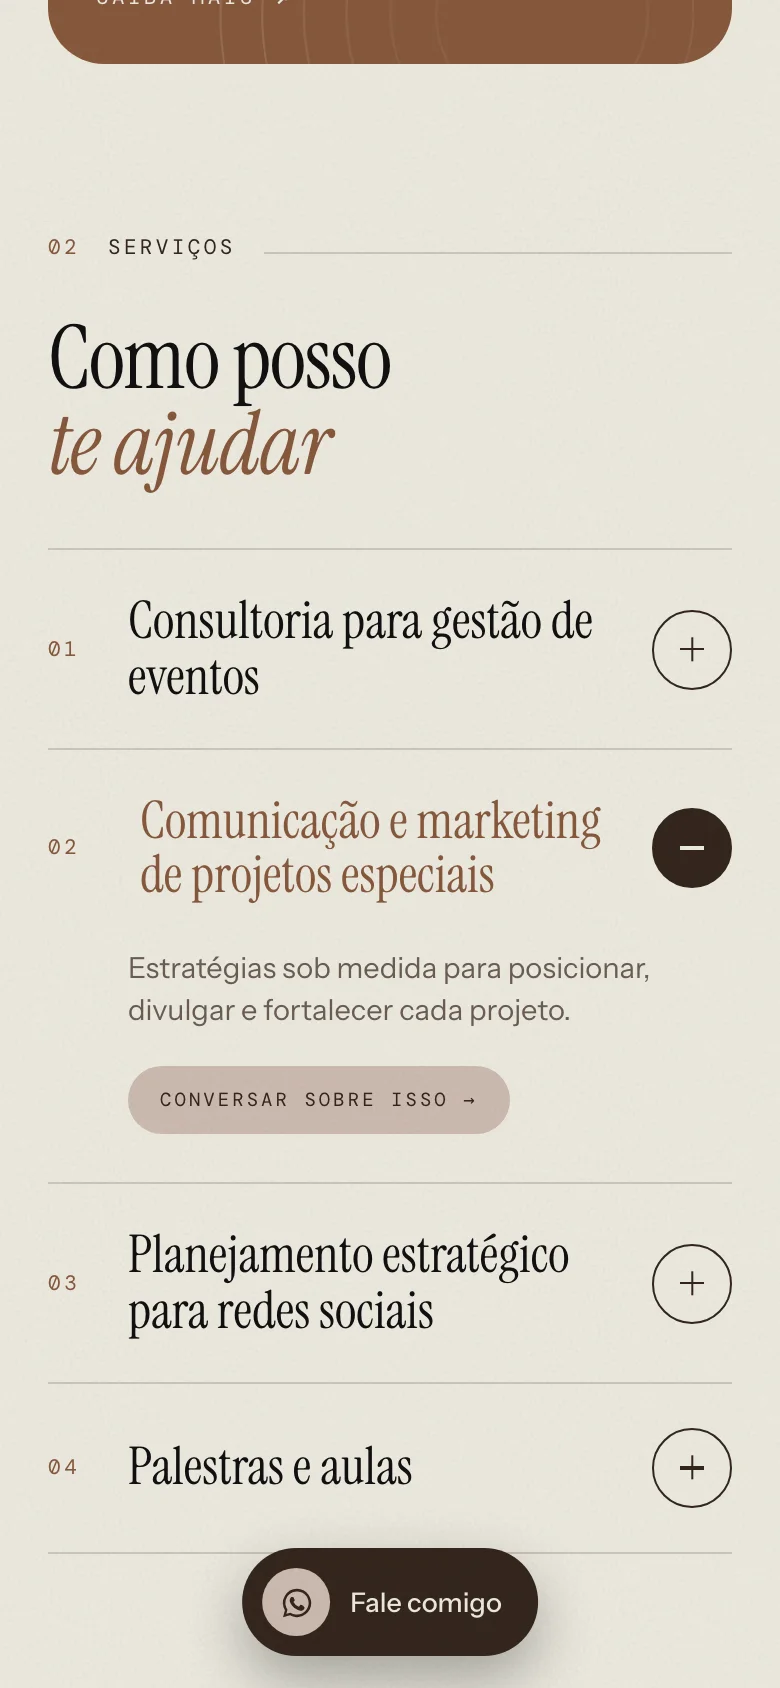 SAIBA MAIS ↗
02 SERVIÇOS
Como posso
te ajudar
01
Consultoria para gestão de
eventos
+
02
Comunicação e marketing
de projetos especiais
−
Estratégias sob medida para posicionar,
divulgar e fortalecer cada projeto.
CONVERSAR SOBRE ISSO →
03
Planejamento estratégico
para redes sociais
+
04
Palestras e aulas
+
Fale comigo